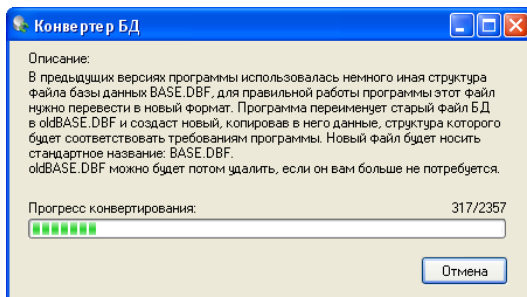 Конвертер БД
Описание:
В предыдущих версиях программы использовалась немного иная структура
файла базы данных BASE.DBF, для правильной работы программы этот файл
нужно перевести в новый формат. Программа переименует старый файл БД
в oldBASE.DBF и создаст новый, копировав в него данные, структура которого
будет соответствовать требованиям программы. Новый файл будет носить
стандартное название: BASE.DBF.
oldBASE.DBF можно будет потом удалить, если он вам больше не потребуется.
Прогресс конвертирования: 317/2357
Отмена